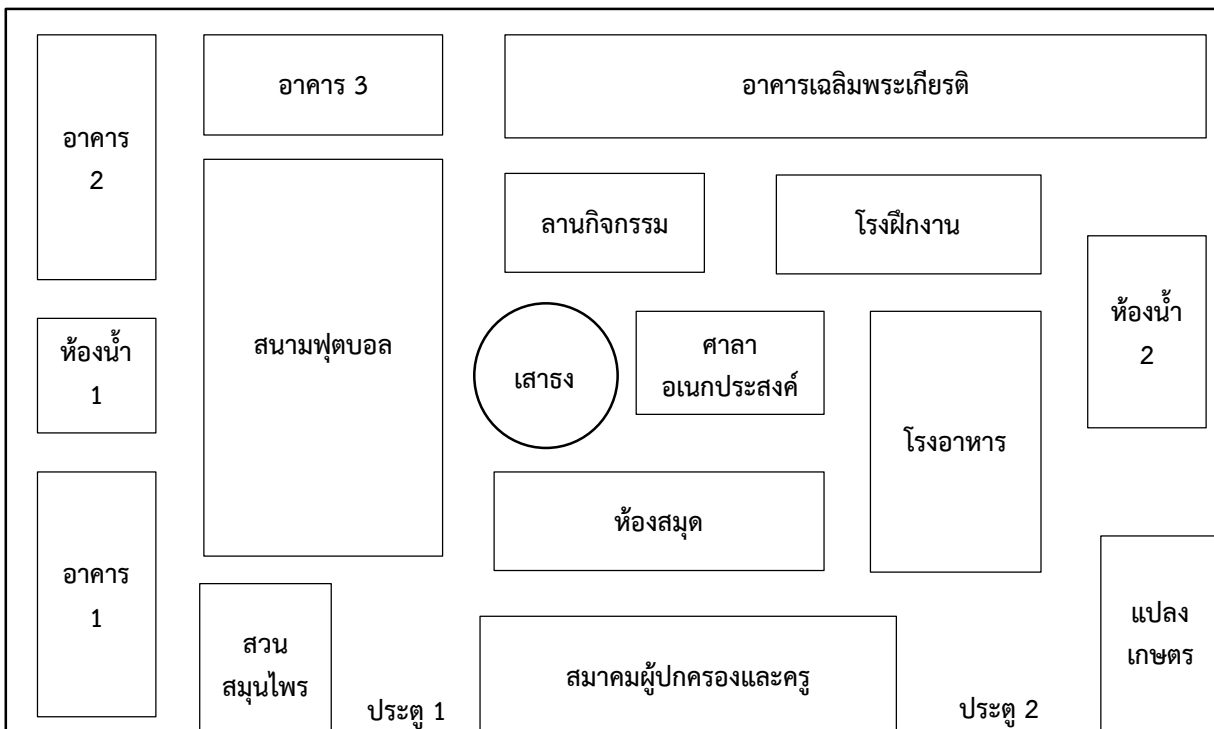 อาคาร 3
อาคารเฉลิมพระเกียรติ
อาคาร
2
ลานกิจกรรม
โรงฝึกงาน
ห้องน้ำ
1
สนามฟุตบอล
เสาธง
ศาลา
อเนกประสงค์
ห้องน้ำ
2
โรงอาหาร
ห้องสมุด
อาคาร
1
สวน
สมุนไพร
ประตู 1
สมาคมผู้ปกครองและครู
ประตู 2
แปลง
เกษตร